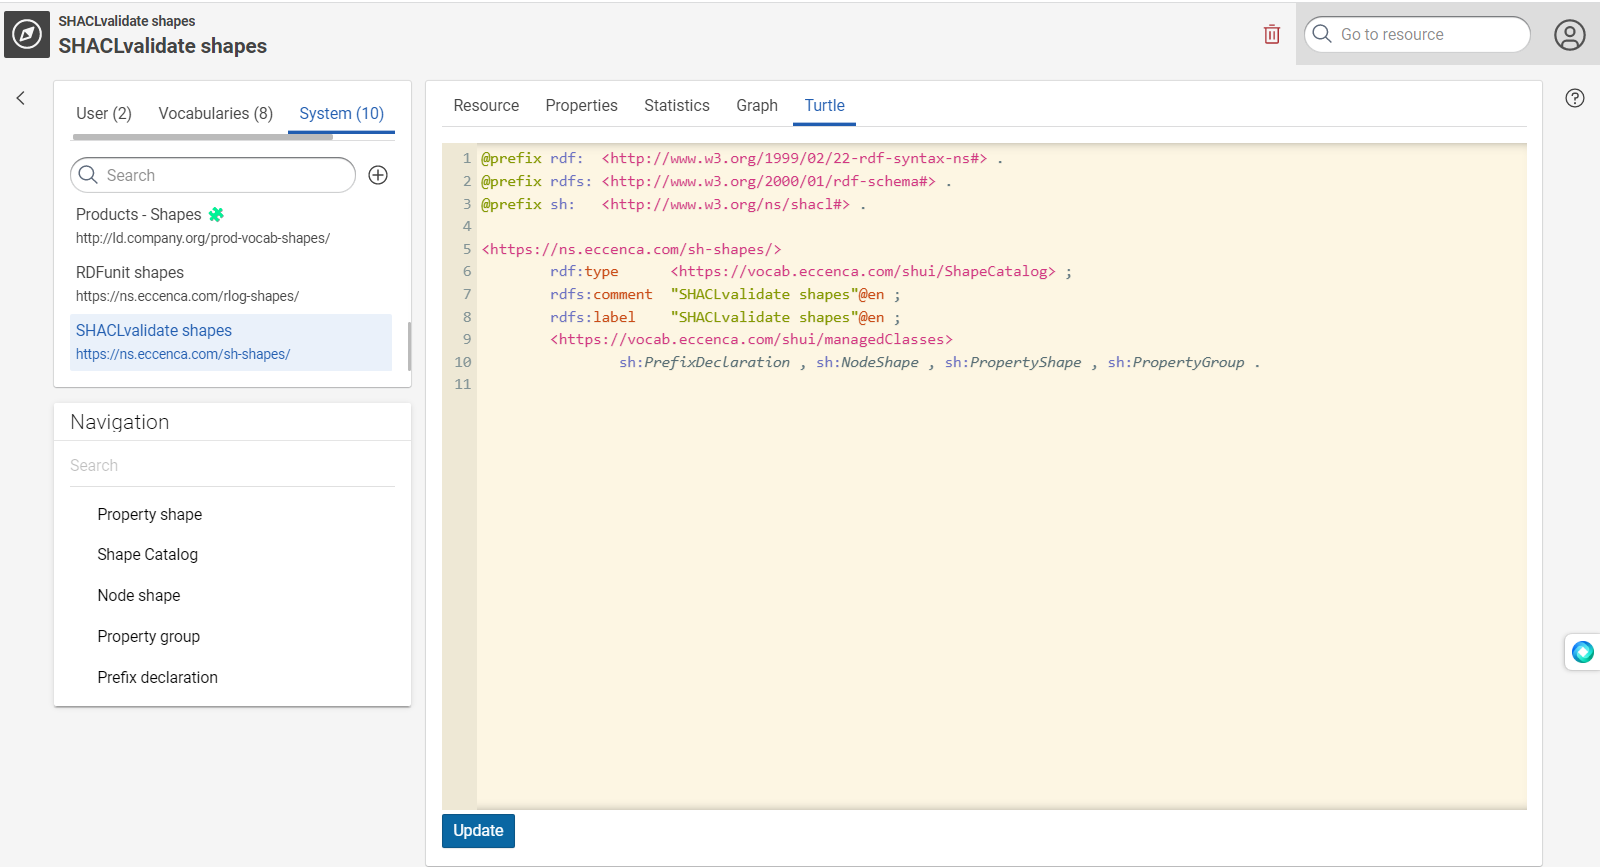 SHACLvalidate shapes
SHACLvalidate shapes
Go to resource
User (2) Vocabularies (8) System (10)
Search
Products - Shapes
http://ld.company.org/prod-vocab-shapes/
RDFunit shapes
https://ns.eccenca.com/rlog-shapes/
SHACLvalidate shapes
https://ns.eccenca.com/sh-shapes/
Navigation
Search
Property shape
Shape Catalog
Node shape
Property group
Prefix declaration
Resource Properties Statistics Graph Turtle
1 @prefix rdf: <http://www.w3.org/1999/02/22-rdf-syntax-ns#> .
2 @prefix rdfs: <http://www.w3.org/2000/01/rdf-schema#> .
3 @prefix sh: <http://www.w3.org/ns/shacl#> .
4
5 <https://ns.eccenca.com/sh-shapes/>
6 rdf:type <https://vocab.eccenca.com/shui/ShapeCatalog> ;
7 rdfs:comment "SHACLvalidate shapes"@en ;
8 rdfs:label "SHACLvalidate shapes"@en ;
9 <https://vocab.eccenca.com/shui/managedClasses>
10 sh:PrefixDeclaration , sh:NodeShape , sh:PropertyShape , sh:PropertyGroup .
11
Update